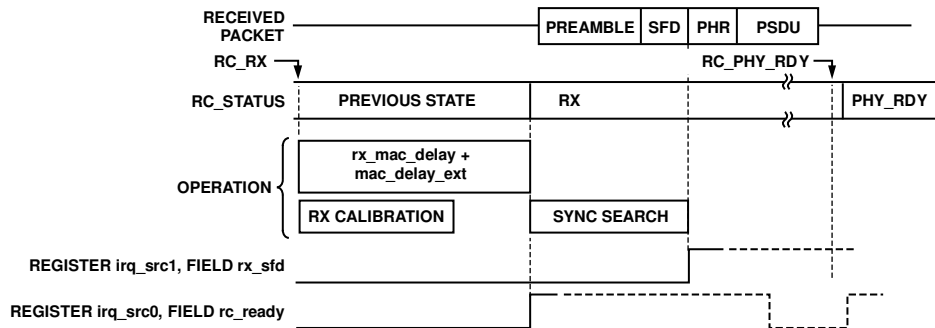 RECEIVED
PACKET
PREAMBLE SFD PHR PSDU
RC_RX
RC_PHY_RDY
RC_STATUS
PREVIOUS STATE
RX
PHY_RDY
OPERATION
rx_mac_delay +
mac_delay_ext
RX CALIBRATION
SYNC SEARCH
REGISTER irq_src1, FIELD rx_sfd
REGISTER irq_src0, FIELD rc_ready